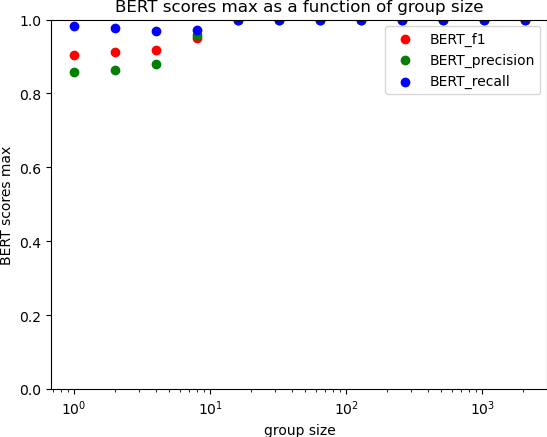 BERT scores max as a function of group size
1.0
0.8
0.6
0.4
0.2
0.0
BERT scores max
BERT_f1
BERT_precision
BERT_recall
10⁰ 10¹ 10² 10³
group size